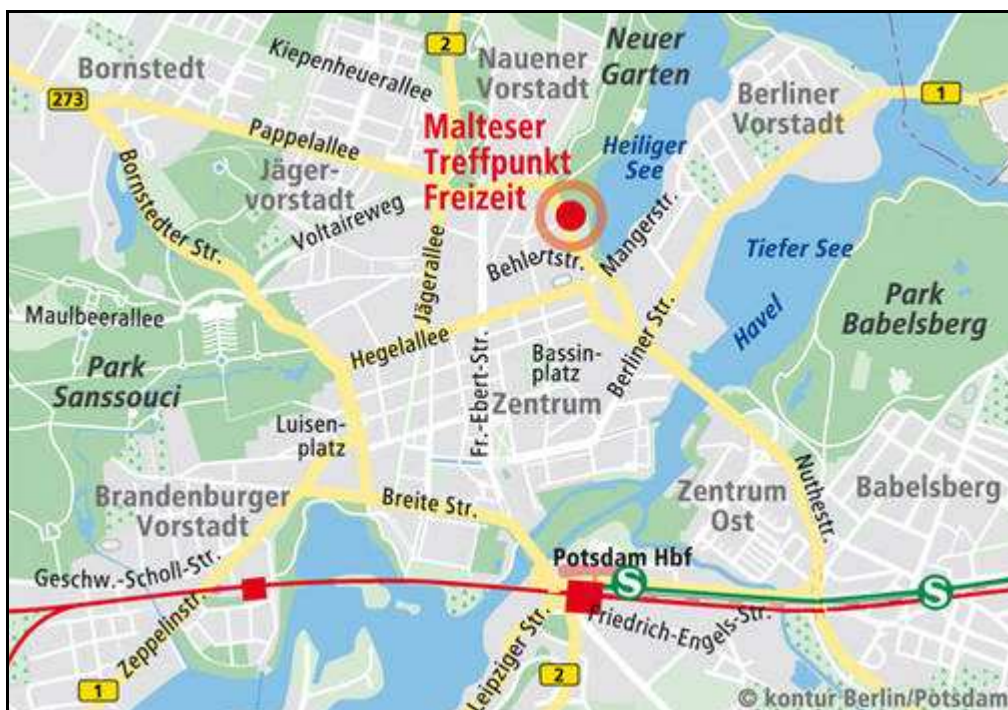 Bornstedt
Kiepenheuerallee
2
Nauener
Vorstadt
Neuer
Garten
Berliner
Vorstadt
1
273
Pappelallee
Malteser
Treffpunkt
Freizeit
Heiliger
See
Jäger-
vorstadt
Bornstedter Str.
Voltaireweg
Behlertstr.
Mangerstr.
Tiefer See
Maulbeerallee
Jägerallee
Hegelallee
Park
Sanssouci
Bassin-
platz
Berliner Str.
Havel
Park
Babelsberg
Fr.-Ebert-Str.
Zentrum
Luisen-
platz
Brandenburger
Vorstadt
Breite Str.
Zentrum
Ost
Nuthestr.
Babelsberg
Geschw.-Scholl-Str.
Potsdam Hbf
S
S
Zeppelinstr.
Leipziger Str.
Friedrich-Engels-Str.
1
2
© kontur Berlin/Potsdam